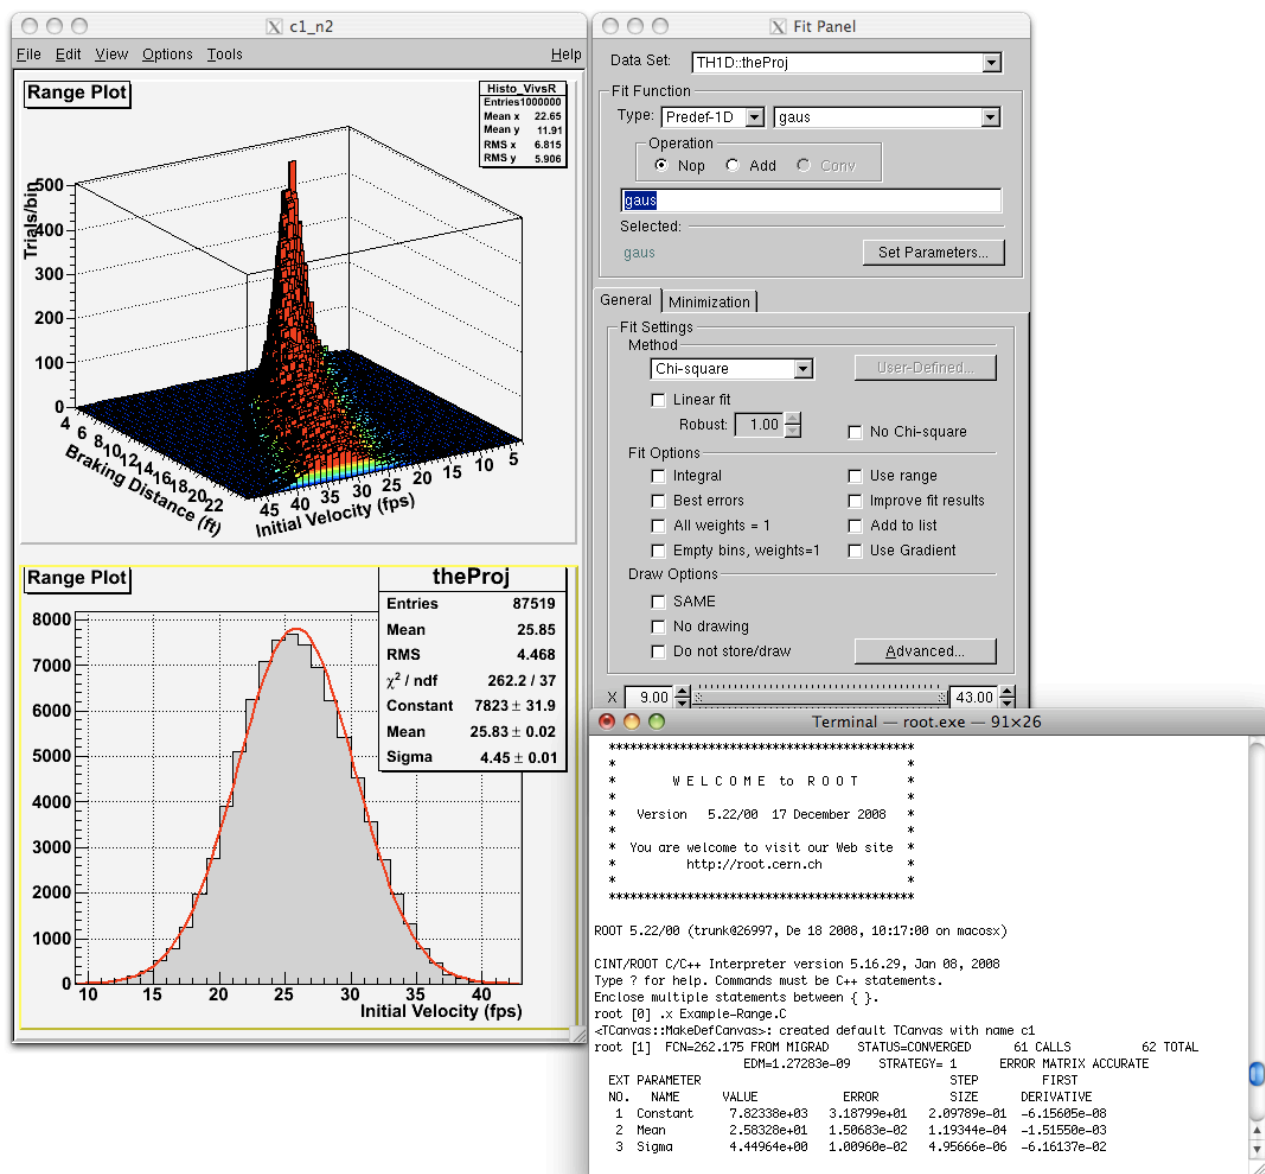 c1_n2
File Edit View Options Tools Help
Range Plot
Histo_VivsR
Entries1000000
Mean x 22.65
Mean y 11.91
RMS x 6.815
RMS y 5.906
Trials/bin
500
400
300
200
100
0
4 6 8 10 12 14 16 18 20 22
Braking Distance (ft)
45 40 35 30 25 20 15 10 5
Initial Velocity (fps)
Range Plot
theProj
Entries 87519
Mean 25.85
RMS 4.468
χ² / ndf 262.2 / 37
Constant 7823 ± 31.9
Mean 25.83 ± 0.02
Sigma 4.45 ± 0.01
8000
7000
6000
5000
4000
3000
2000
1000
0
10 15 20 25 30 35 40
Initial Velocity (fps)
Fit Panel
Data Set: TH1D::theProj
Fit Function
Type: Predef-1D gaus
Operation
Nop Add Conv
gaus
Selected:
gaus Set Parameters...
General Minimization
Fit Settings
Method
Chi-square User-Defined...
Linear fit
Robust: 1.00 No Chi-square
Fit Options
Integral Use range
Best errors Improve fit results
All weights = 1 Add to list
Empty bins, weights=1 Use Gradient
Draw Options
SAME
No drawing
Do not store/draw Advanced...
X 9.00 43.00
Terminal — root.exe — 91×26
*******************************************
* *
* W E L C O M E to R O O T *
* *
* Version 5.22/00 17 December 2008 *
* *
* You are welcome to visit our Web site *
* http://root.cern.ch *
* *
*******************************************
ROOT 5.22/00 (trunk@26997, De 18 2008, 10:17:00 on macosx)
CINT/ROOT C/C++ Interpreter version 5.16.29, Jan 08, 2008
Type ? for help. Commands must be C++ statements.
Enclose multiple statements between { }.
root [0] .x Example-Range.C
<TCanvas::MakeDefCanvas>: created default TCanvas with name c1
root [1] FCN=262.175 FROM MIGRAD STATUS=CONVERGED 61 CALLS 62 TOTAL
EDM=1.27283e-09 STRATEGY= 1 ERROR MATRIX ACCURATE
EXT PARAMETER STEP FIRST
NO. NAME VALUE ERROR SIZE DERIVATIVE
1 Constant 7.82338e+03 3.18799e+01 2.09789e-01 -6.15605e-08
2 Mean 2.58328e+01 1.50683e-02 1.19344e-04 -1.51550e-03
3 Sigma 4.44964e+00 1.00960e-02 4.95666e-06 -6.16137e-02